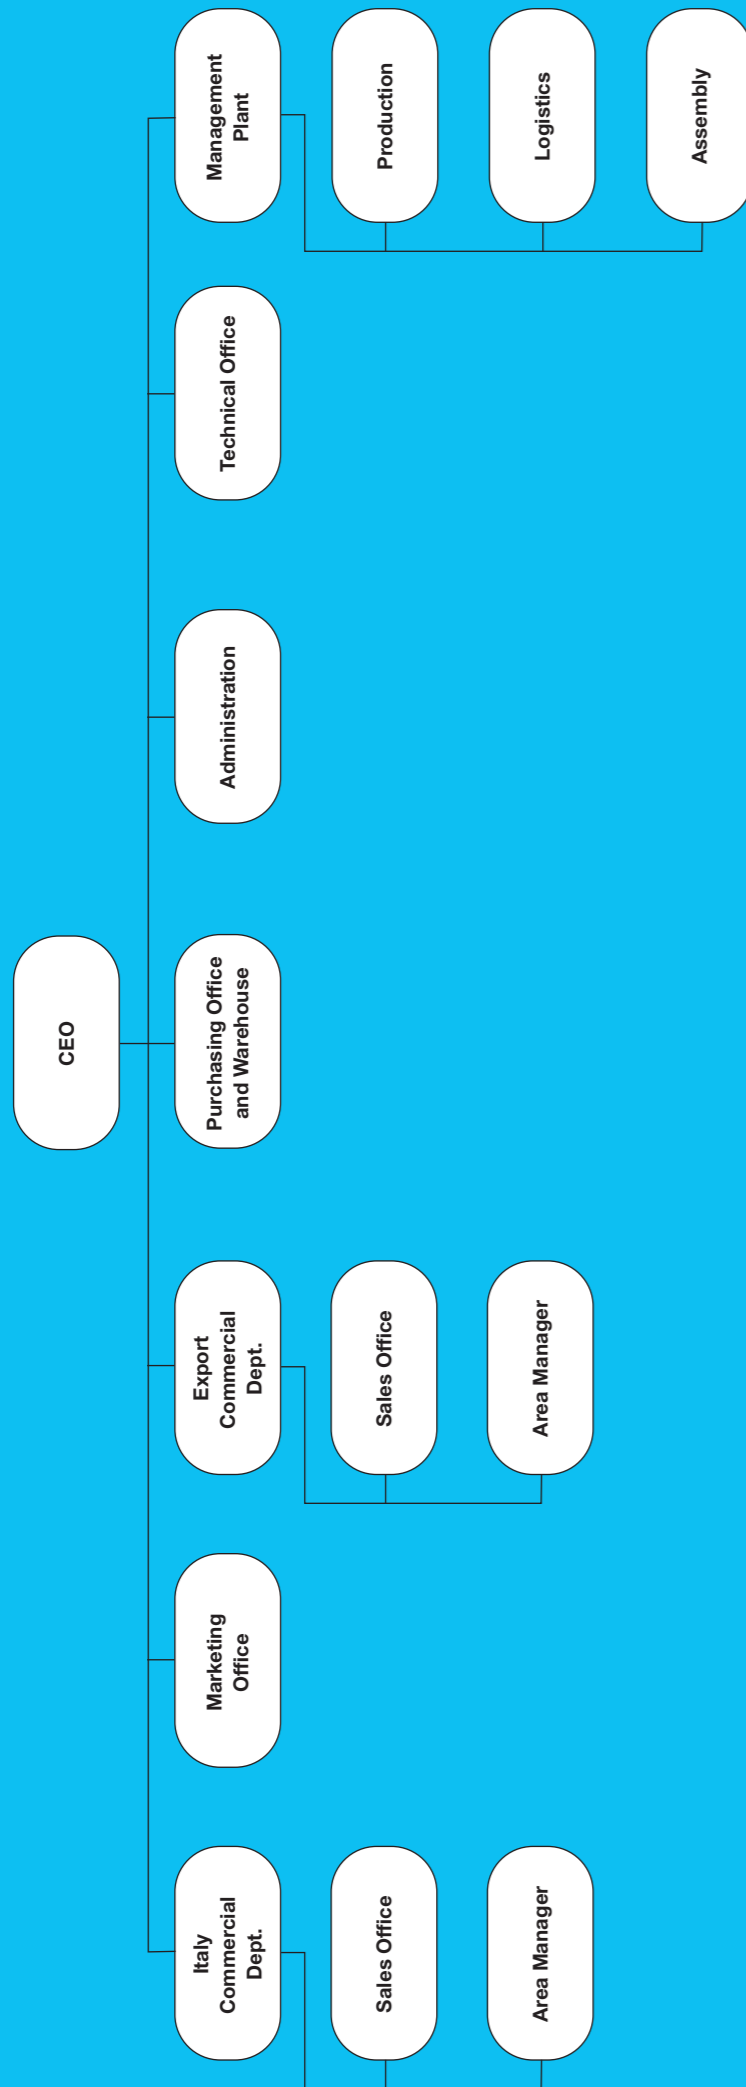 CEO
Italy
Commercial
Dept.
Marketing
Office
Export
Commercial
Dept.
Purchasing Office
and Warehouse
Administration
Technical Office
Management
Plant
Sales Office
Sales Office
Production
Area Manager
Area Manager
Logistics
Assembly